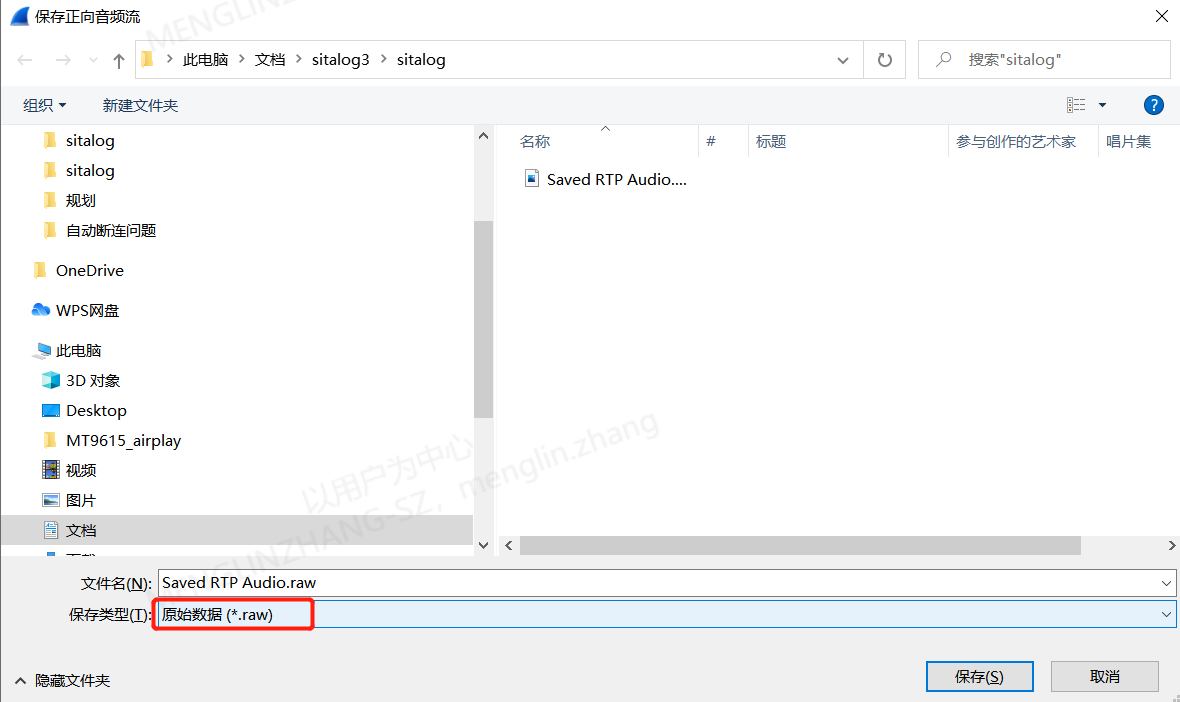 保存正向音频流
此电脑 文档 sitalog3 sitalog
搜索"sitalog"
组织 新建文件夹
?
sitalog
sitalog
规划
自动断连问题
OneDrive
WPS网盘
此电脑
3D 对象
Desktop
MT9615_airplay
视频
图片
文档
名称 # 标题 参与创作的艺术家 唱片集
Saved RTP Audio....
以用户为中心
MENGLINZHANG-SZ, menglin.zhang
文件名(N): Saved RTP Audio.raw
保存类型(T): 原始数据 (*.raw)
隐藏文件夹
保存(S) 取消